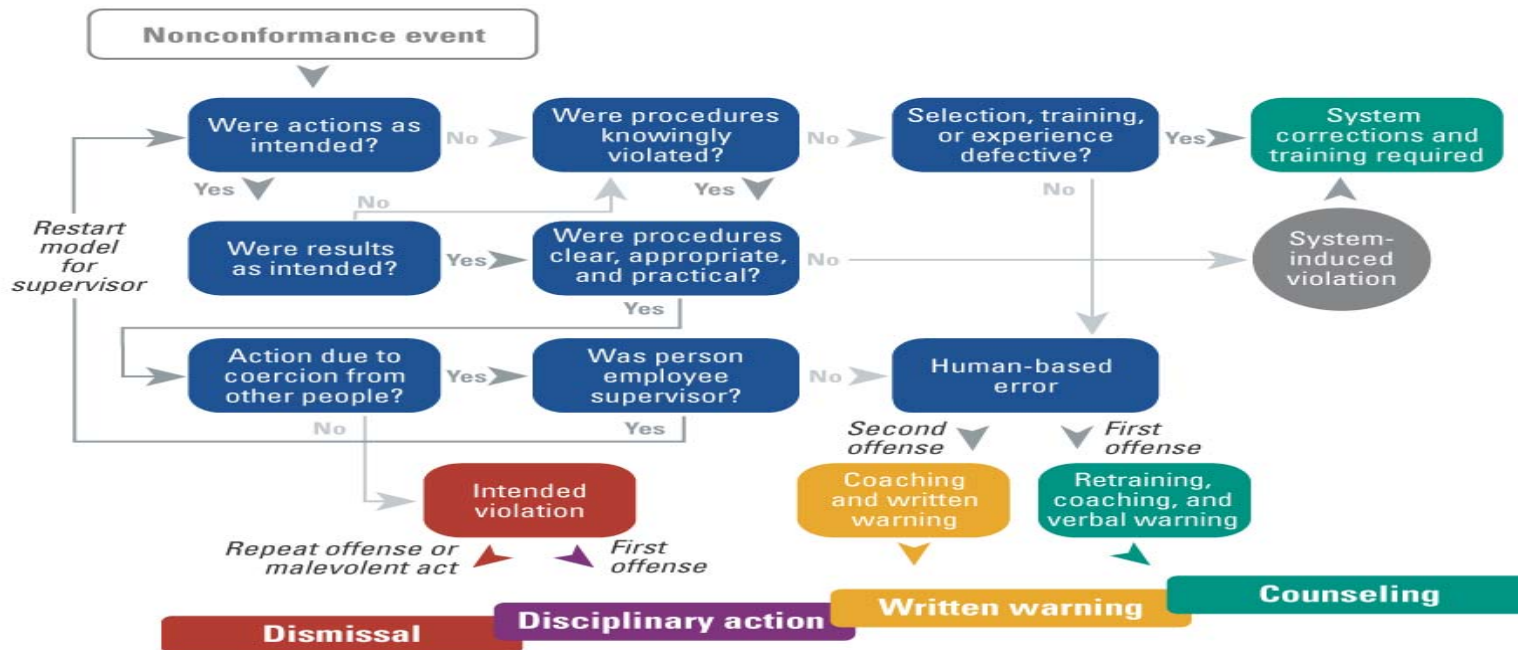 Nonconformance event
Were actions as
intended?
No
Were procedures
knowingly
violated?
No
Selection, training,
or experience
defective?
Yes
System
corrections and
training required
Yes
No
Yes
No
Restart
model
for
supervisor
Were results
as intended?
Yes
Were procedures
clear, appropriate,
and practical?
No
System-
induced
violation
Yes
Action due to
coercion from
other people?
Yes
Was person
employee
supervisor?
No
Human-based
error
No
Yes
Second
offense
First
offense
Intended
violation
Coaching
and written
warning
Retraining,
coaching, and
verbal warning
Repeat offense or
malevolent act
First
offense
Dismissal
Disciplinary action
Written warning
Counseling